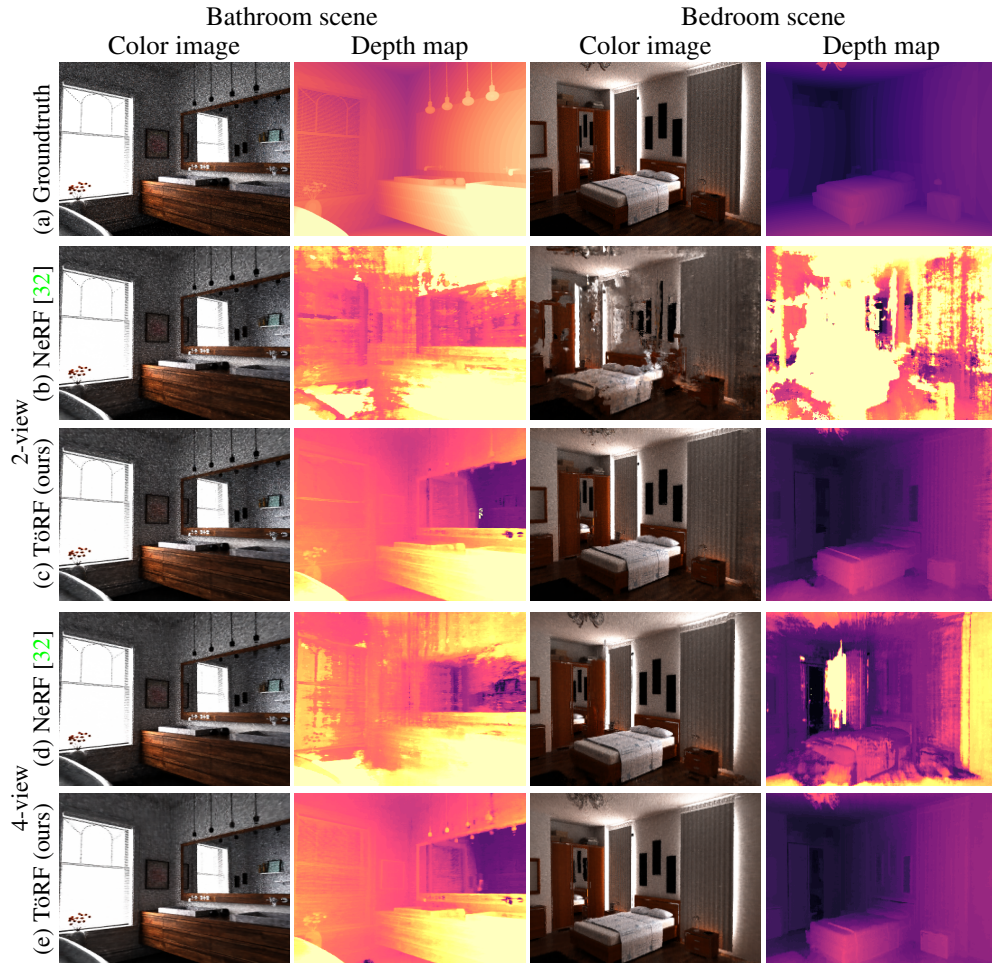 Bathroom scene
Bedroom scene
Color image
Depth map
Color image
Depth map
(a) Groundtruth
2-view
(b) NeRF [32]
(c) TöRF (ours)
4-view
(d) NeRF [32]
(e) TöRF (ours)